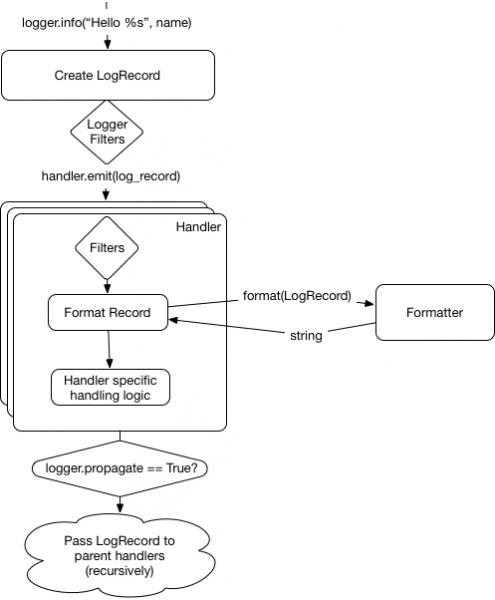 logger.info(“Hello %s”, name)
Create LogRecord
Logger
Filters
handler.emit(log_record)
Handler
Filters
Format Record
format(LogRecord)
Formatter
string
Handler specific
handling logic
logger.propagate == True?
Pass LogRecord to
parent handlers
(recursively)